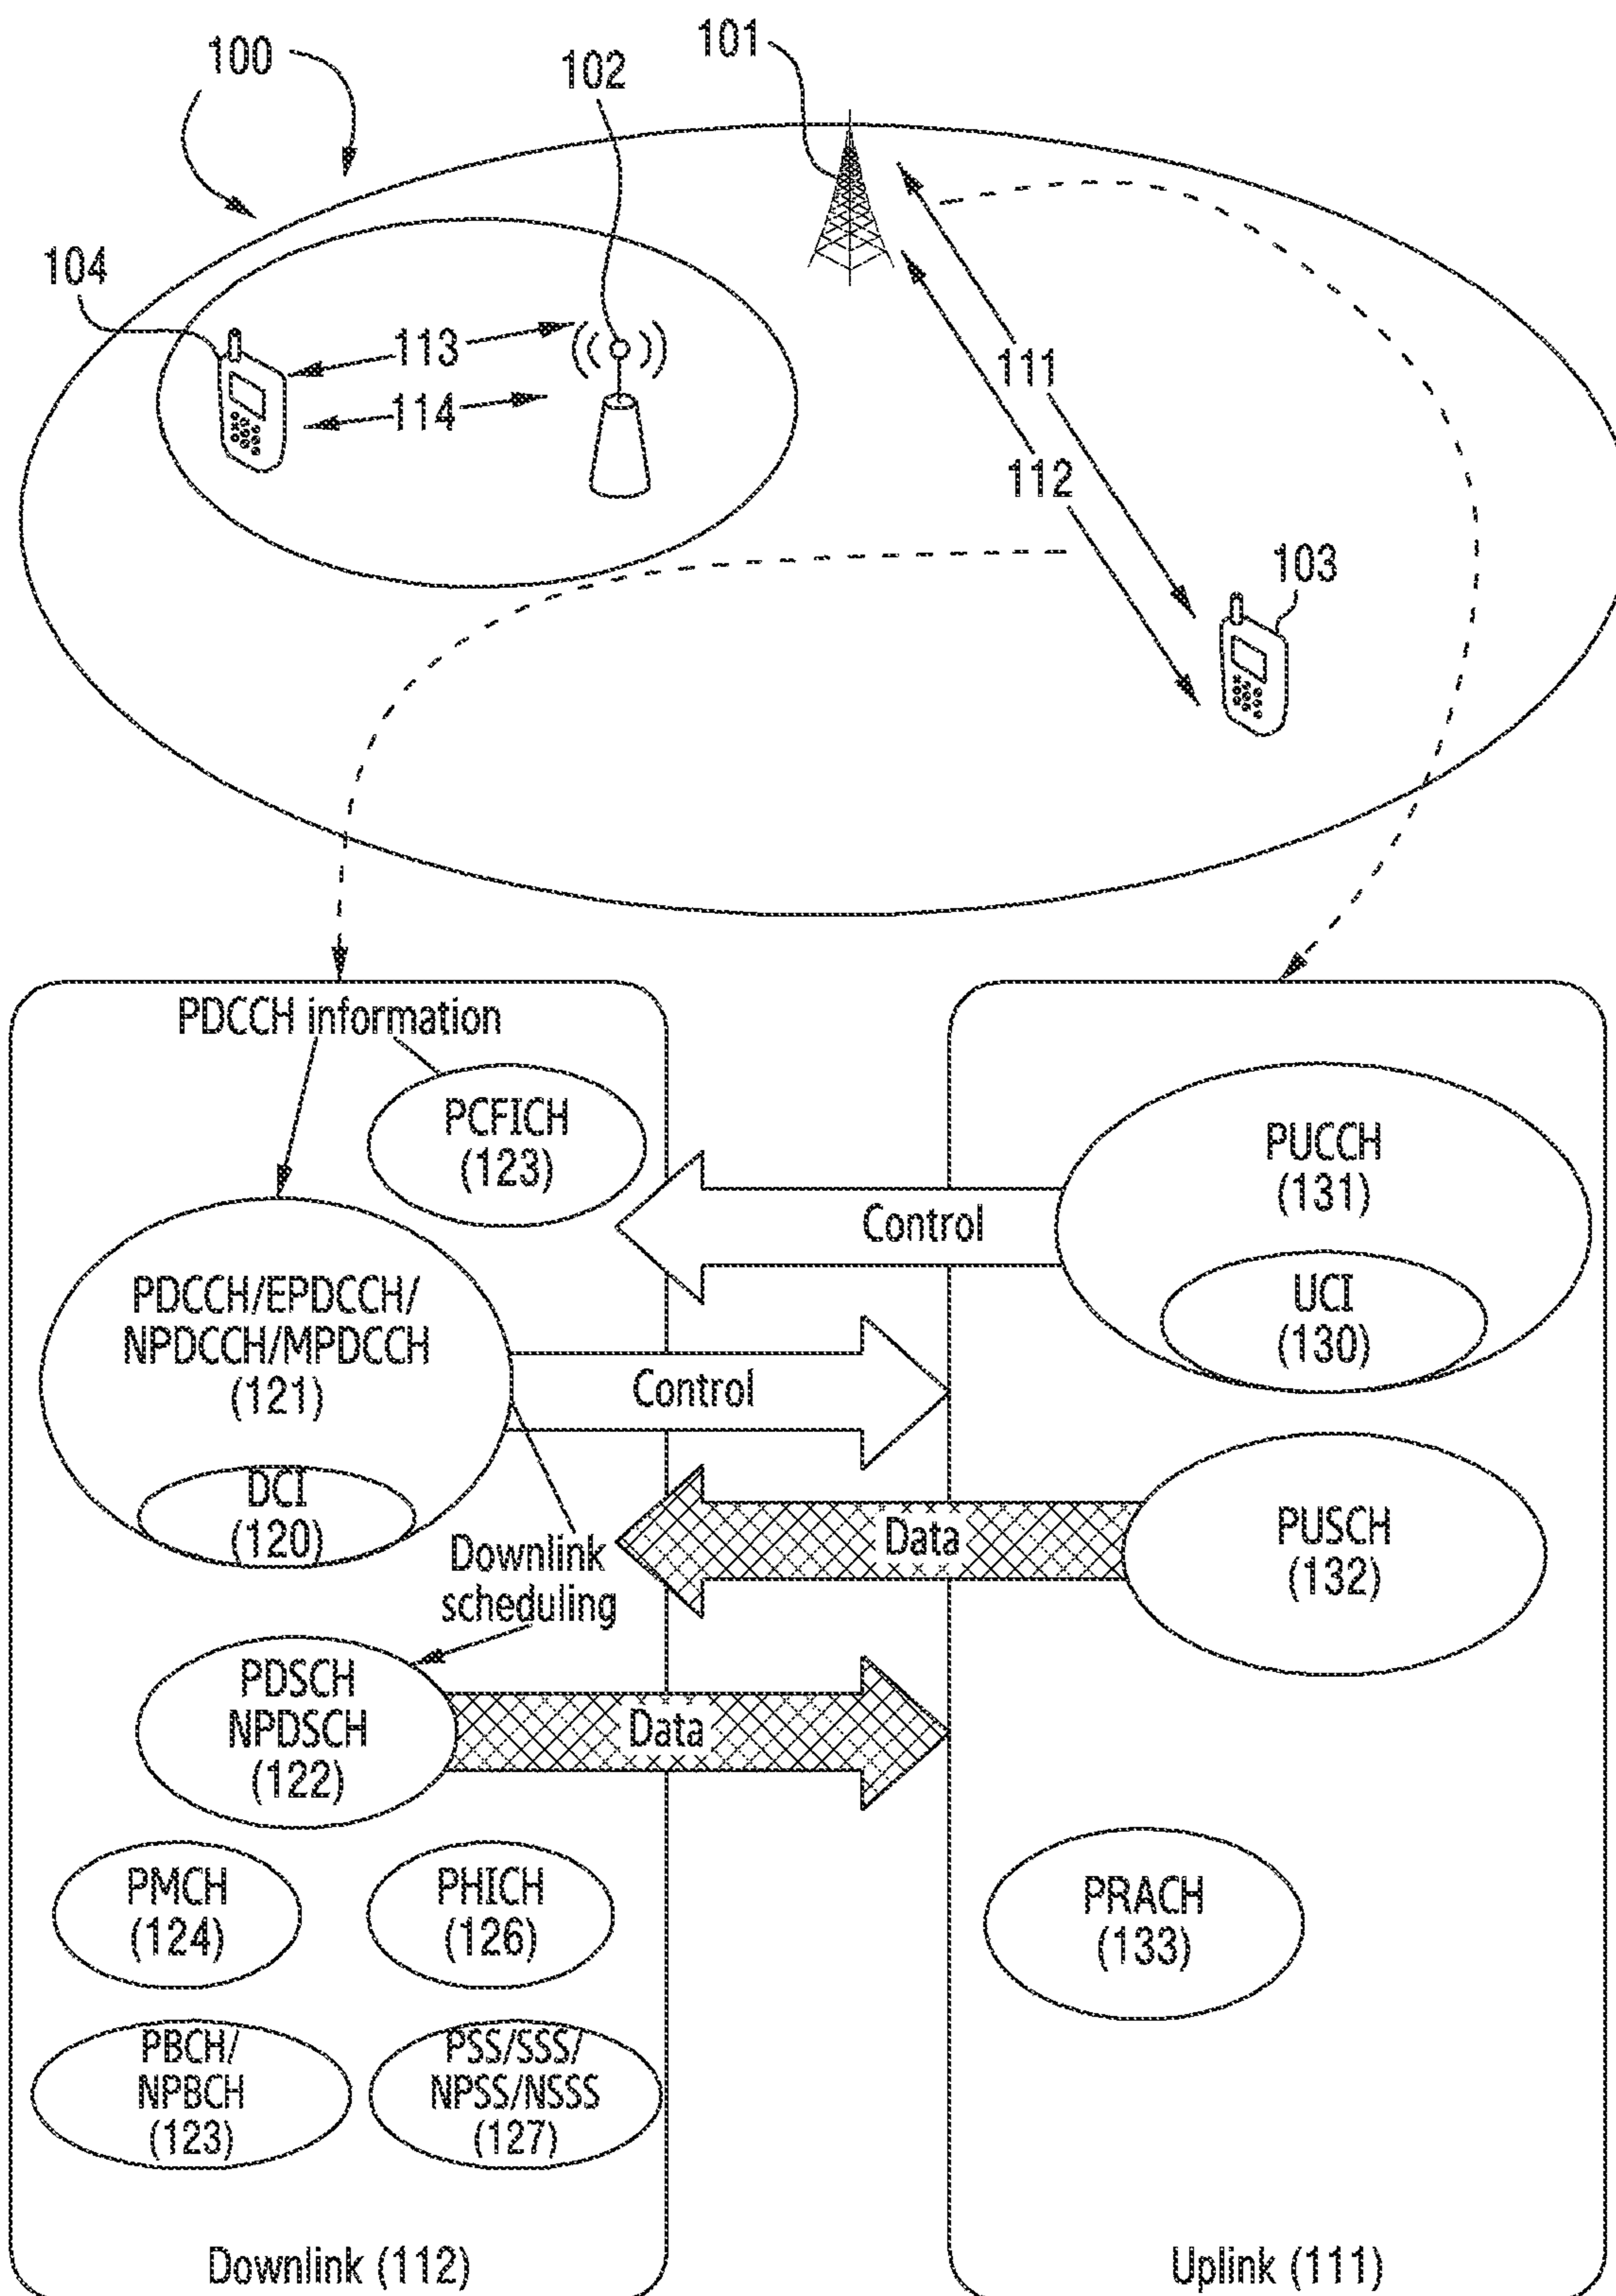 100
102
101
104
113
114
111
112
103
PDCCH information
PCFICH
(123)
PUCCH
(131)
Control
UCI
(130)
PDCCH/EPDCCH/
NPDCCH/MPDCCH
(121)
Control
DCI
(120)
Data
PUSCH
(132)
Downlink
scheduling
PDSCH
NPDSCH
(122)
Data
PMCH
(124)
PHICH
(126)
PRACH
(133)
PBCH/
NPBCH
(123)
PSS/SSS/
NPSS/NSSS
(127)
Downlink (112)
Uplink (111)